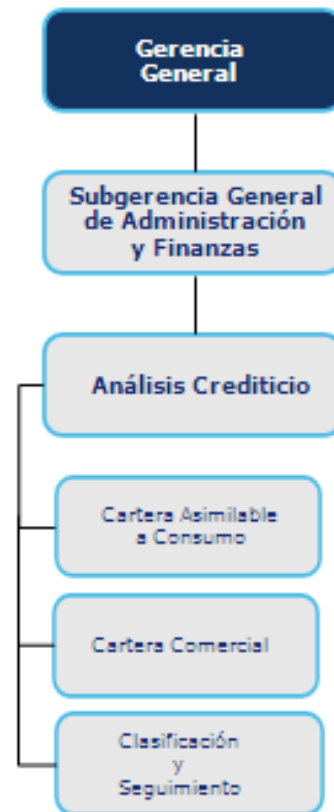 Gerencia
General
Subgerencia General
de Administración
y Finanzas
Análisis Crediticio
Cartera Asimilable
a Consumo
Cartera Comercial
Clasificación
y
Seguimiento